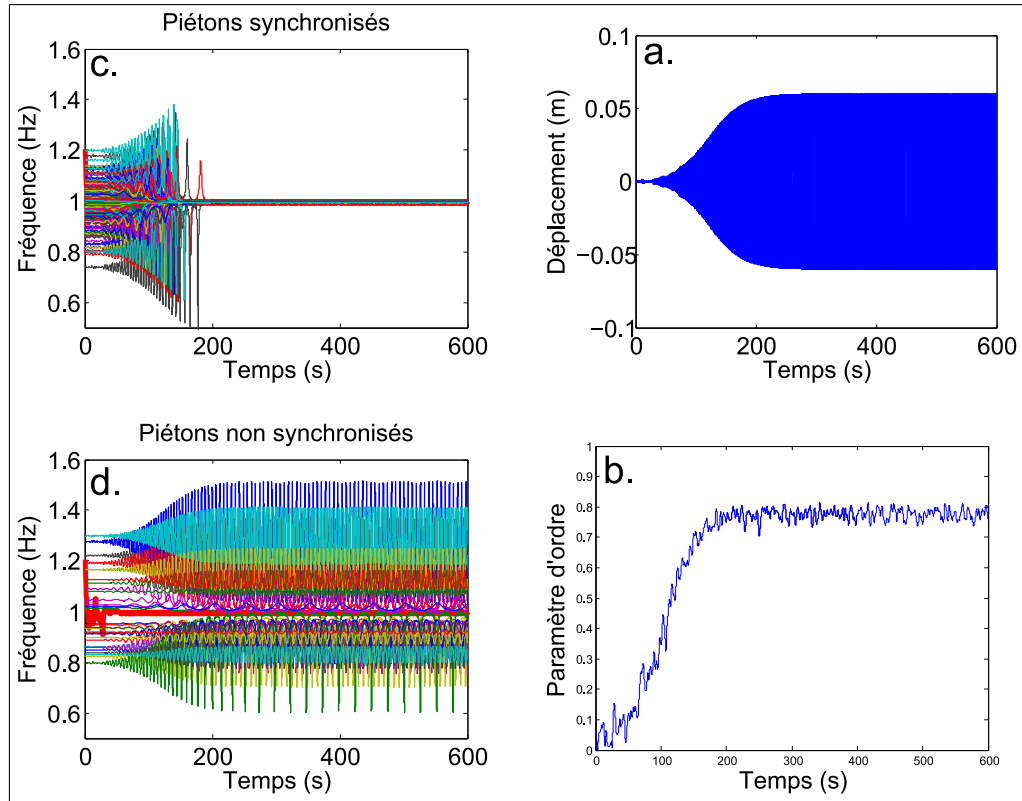 Piétons synchronisés
c.
Fréquence (Hz)
1.6
1.4
1.2
1
0.8
0.6
0 200 400 600
Temps (s)
a.
Déplacement (m)
0.1
0.05
0
−0.05
−0.1
0 200 400 600
Temps (s)
Piétons non synchronisés
d.
Fréquence (Hz)
1.6
1.4
1.2
1
0.8
0.6
0 200 400 600
Temps (s)
b.
Paramètre d'ordre
1
0.9
0.8
0.7
0.6
0.5
0.4
0.3
0.2
0.1
0
0 100 200 300 400 500 600
Temps (s)